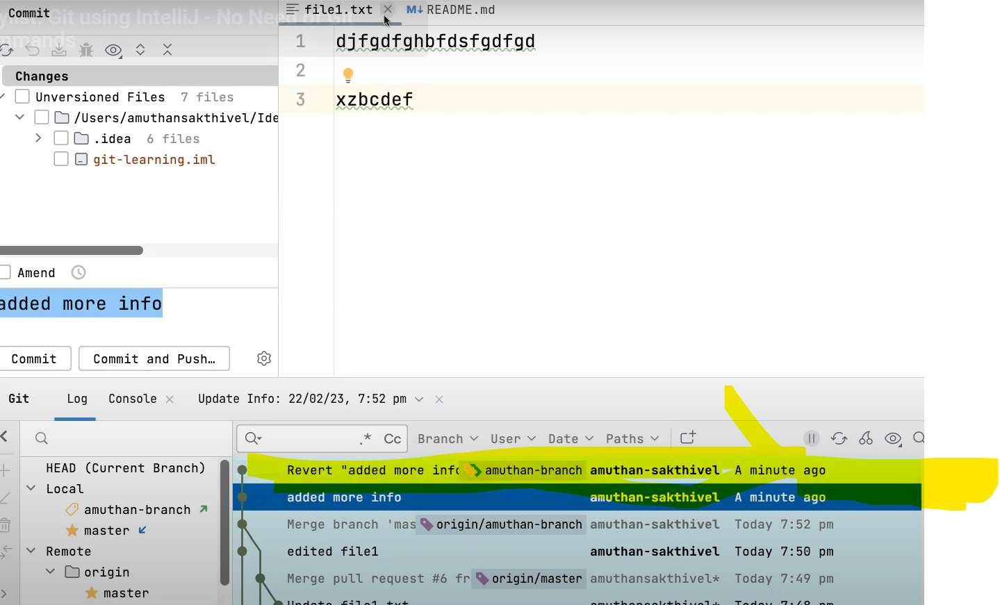 Commit
ylist: Git using IntelliJ - No Need of Git
mmands
file1.txt
M↓ README.md
Changes
Unversioned Files 7 files
/Users/amuthansakthivel/Ide
.idea 6 files
git-learning.iml
1 djfgdfghbfdsfgdfgd
2
3 xzbcdef
Amend
added more info
Commit
Commit and Push…
Git Log Console Update Info: 22/02/23, 7:52 pm
.* Cc Branch User Date Paths
HEAD (Current Branch)
Local
amuthan-branch
master
Remote
origin
master
Revert "added more info amuthan-branch amuthan-sakthivel A minute ago
added more info amuthan-sakthivel A minute ago
Merge branch 'mas origin/amuthan-branch amuthan-sakthivel Today 7:52 pm
edited file1 amuthan-sakthivel Today 7:50 pm
Merge pull request #6 fr origin/master amuthansakthivel* Today 7:49 pm
Update file1.txt amuthansakthivel* Today 7:48 pm